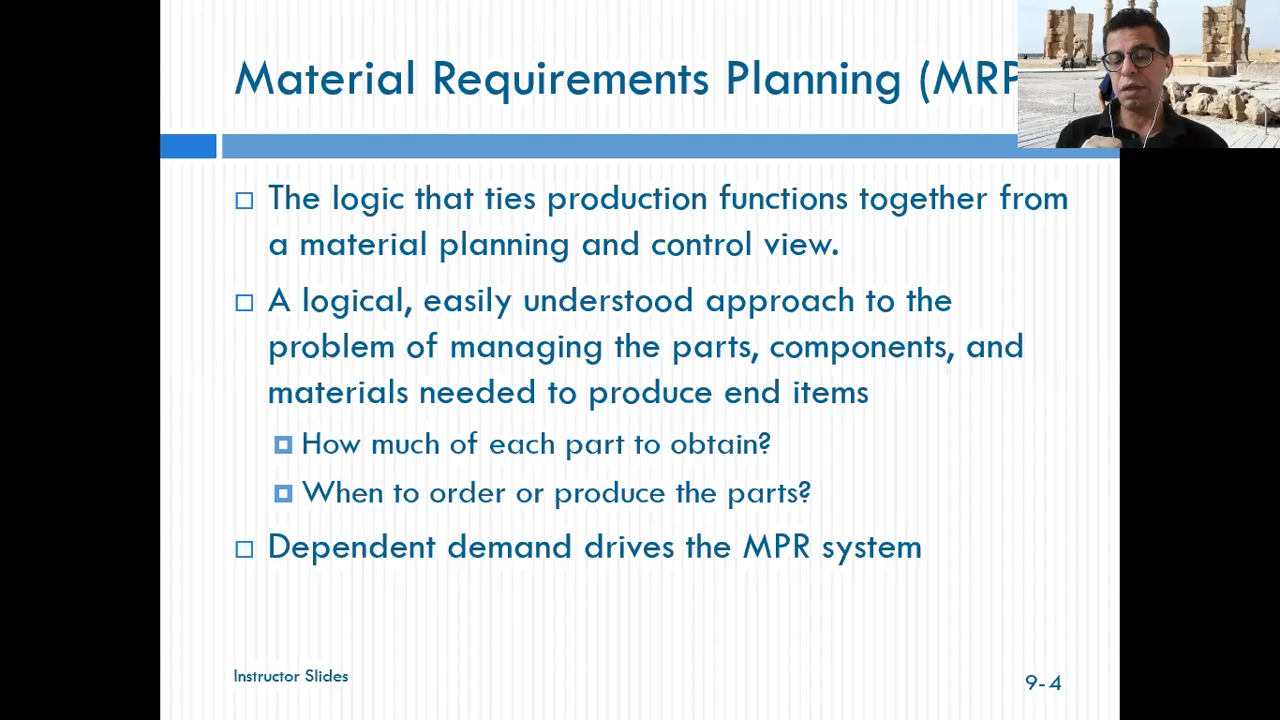 Material Requirements Planning (MRP
The logic that ties production functions together from
a material planning and control view.
A logical, easily understood approach to the
problem of managing the parts, components, and
materials needed to produce end items
How much of each part to obtain?
When to order or produce the parts?
Dependent demand drives the MPR system
Instructor Slides
9-4